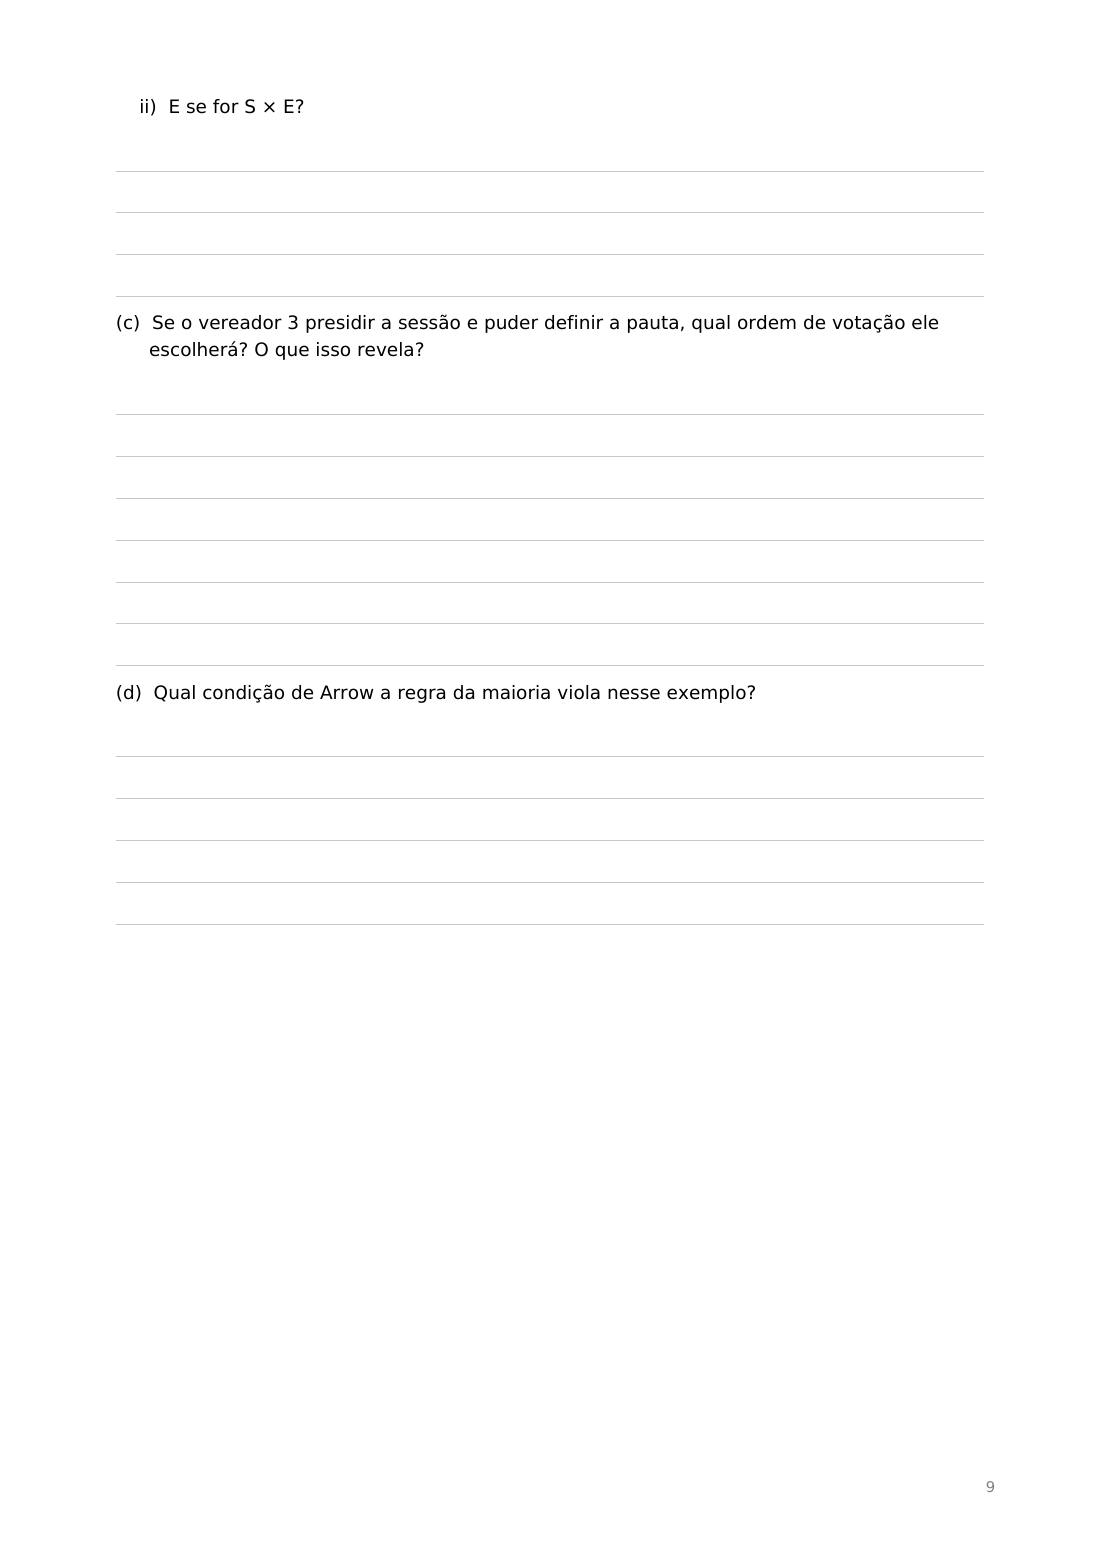 ii) E se for S × E?
(c) Se o vereador 3 presidir a sessão e puder definir a pauta, qual ordem de votação ele
escolherá? O que isso revela?
(d) Qual condição de Arrow a regra da maioria viola nesse exemplo?
9